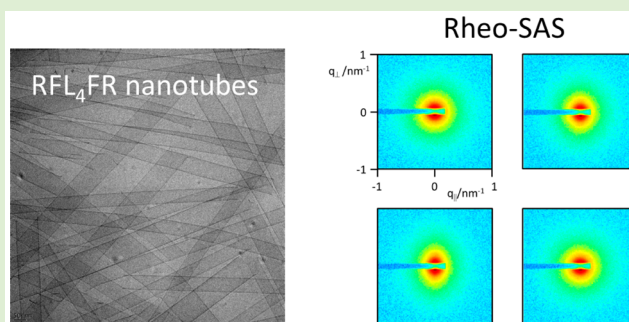 Rheo-SAS
RFL₄FR nanotubes
q⊥/nm⁻¹
1
0
-1
-1 0 1
q∥/nm⁻¹